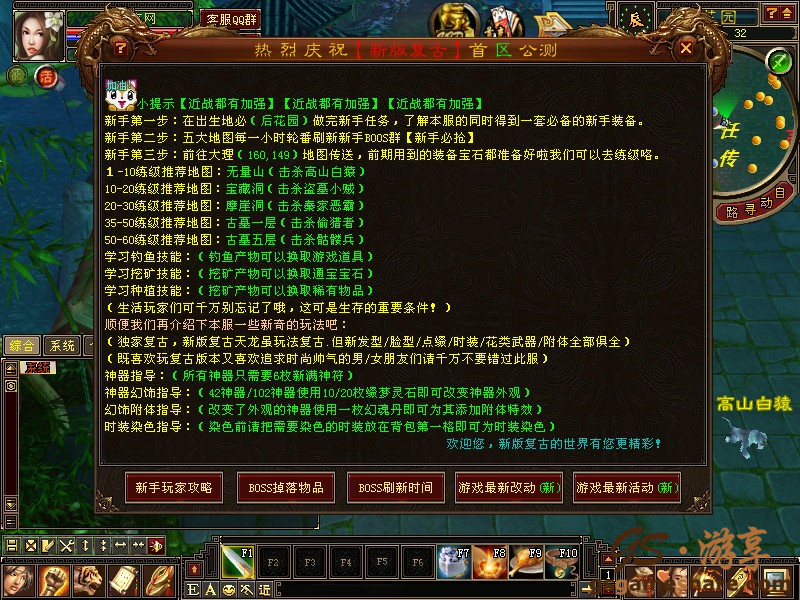 客服QQ群
32
热烈庆祝【新版复古】首区公测
加油!
小提示【近战都有加强】【近战都有加强】【近战都有加强】
新手第一步：在出生地必（后花园）做完新手任务，了解本服的同时得到一套必备的新手装备。
新手第二步：五大地图每一小时轮番刷新新手BOOS群【新手必抢】
新手第三步：前往大理（160,149）地图传送，前期用到的装备宝石都准备好啦我们可以去练级咯。
1-10练级推荐地图：无量山（击杀高山白猿）
10-20练级推荐地图：宝藏洞（击杀盗墓小贼）
20-30练级推荐地图：摩崖洞（击杀秦家恶霸）
35-50练级推荐地图：古墓一层（击杀偷猎者）
50-60练级推荐地图：古墓五层（击杀骷髅兵）
学习钓鱼技能：（钓鱼产物可以换取游戏道具）
学习挖矿技能：（挖矿产物可以换取通宝宝石）
学习种植技能：（挖矿产物可以换取稀有物品）
（生活玩家们可千万别忘记了哦，这可是生存的重要条件！）
顺便我们再介绍下本服一些新奇的玩法吧：
（独家复古，新版复古天龙虽玩法复古.但新发型/脸型/点缀/时装/花类武器/附体全部俱全）
（既喜欢玩复古版本又喜欢追求时尚帅气的男/女朋友们请千万不要错过此服）
神器指导：（所有神器只需要6枚新满神符）
神器幻饰指导：（42神器/102神器使用10/20枚缀梦灵石即可改变神器外观）
幻饰附体指导：（改变了外观的神器使用一枚幻魂丹即可为其添加附体特效）
时装染色指导：（染色前请把需要染色的时装放在背包第一格即可为时装染色）
欢迎您，新版复古的世界有您更精彩！
新手玩家攻略
BOSS掉落物品
BOSS刷新时间
游戏最新改动(新)
游戏最新活动(新)
辰
活
任
传
自动寻路
高山白猿
综合
系统
F1
F2
F3
F4
F5
F6
F7
F8
F9
F10
1
E
A
近
游享